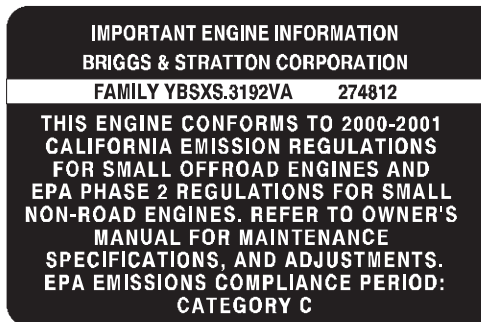 IMPORTANT ENGINE INFORMATION
BRIGGS & STRATTON CORPORATION
FAMILY YBSXS.3192VA 274812
THIS ENGINE CONFORMS TO 2000-2001
CALIFORNIA EMISSION REGULATIONS
FOR SMALL OFFROAD ENGINES AND
EPA PHASE 2 REGULATIONS FOR SMALL
NON-ROAD ENGINES. REFER TO OWNER'S
MANUAL FOR MAINTENANCE
SPECIFICATIONS, AND ADJUSTMENTS.
EPA EMISSIONS COMPLIANCE PERIOD:
CATEGORY C